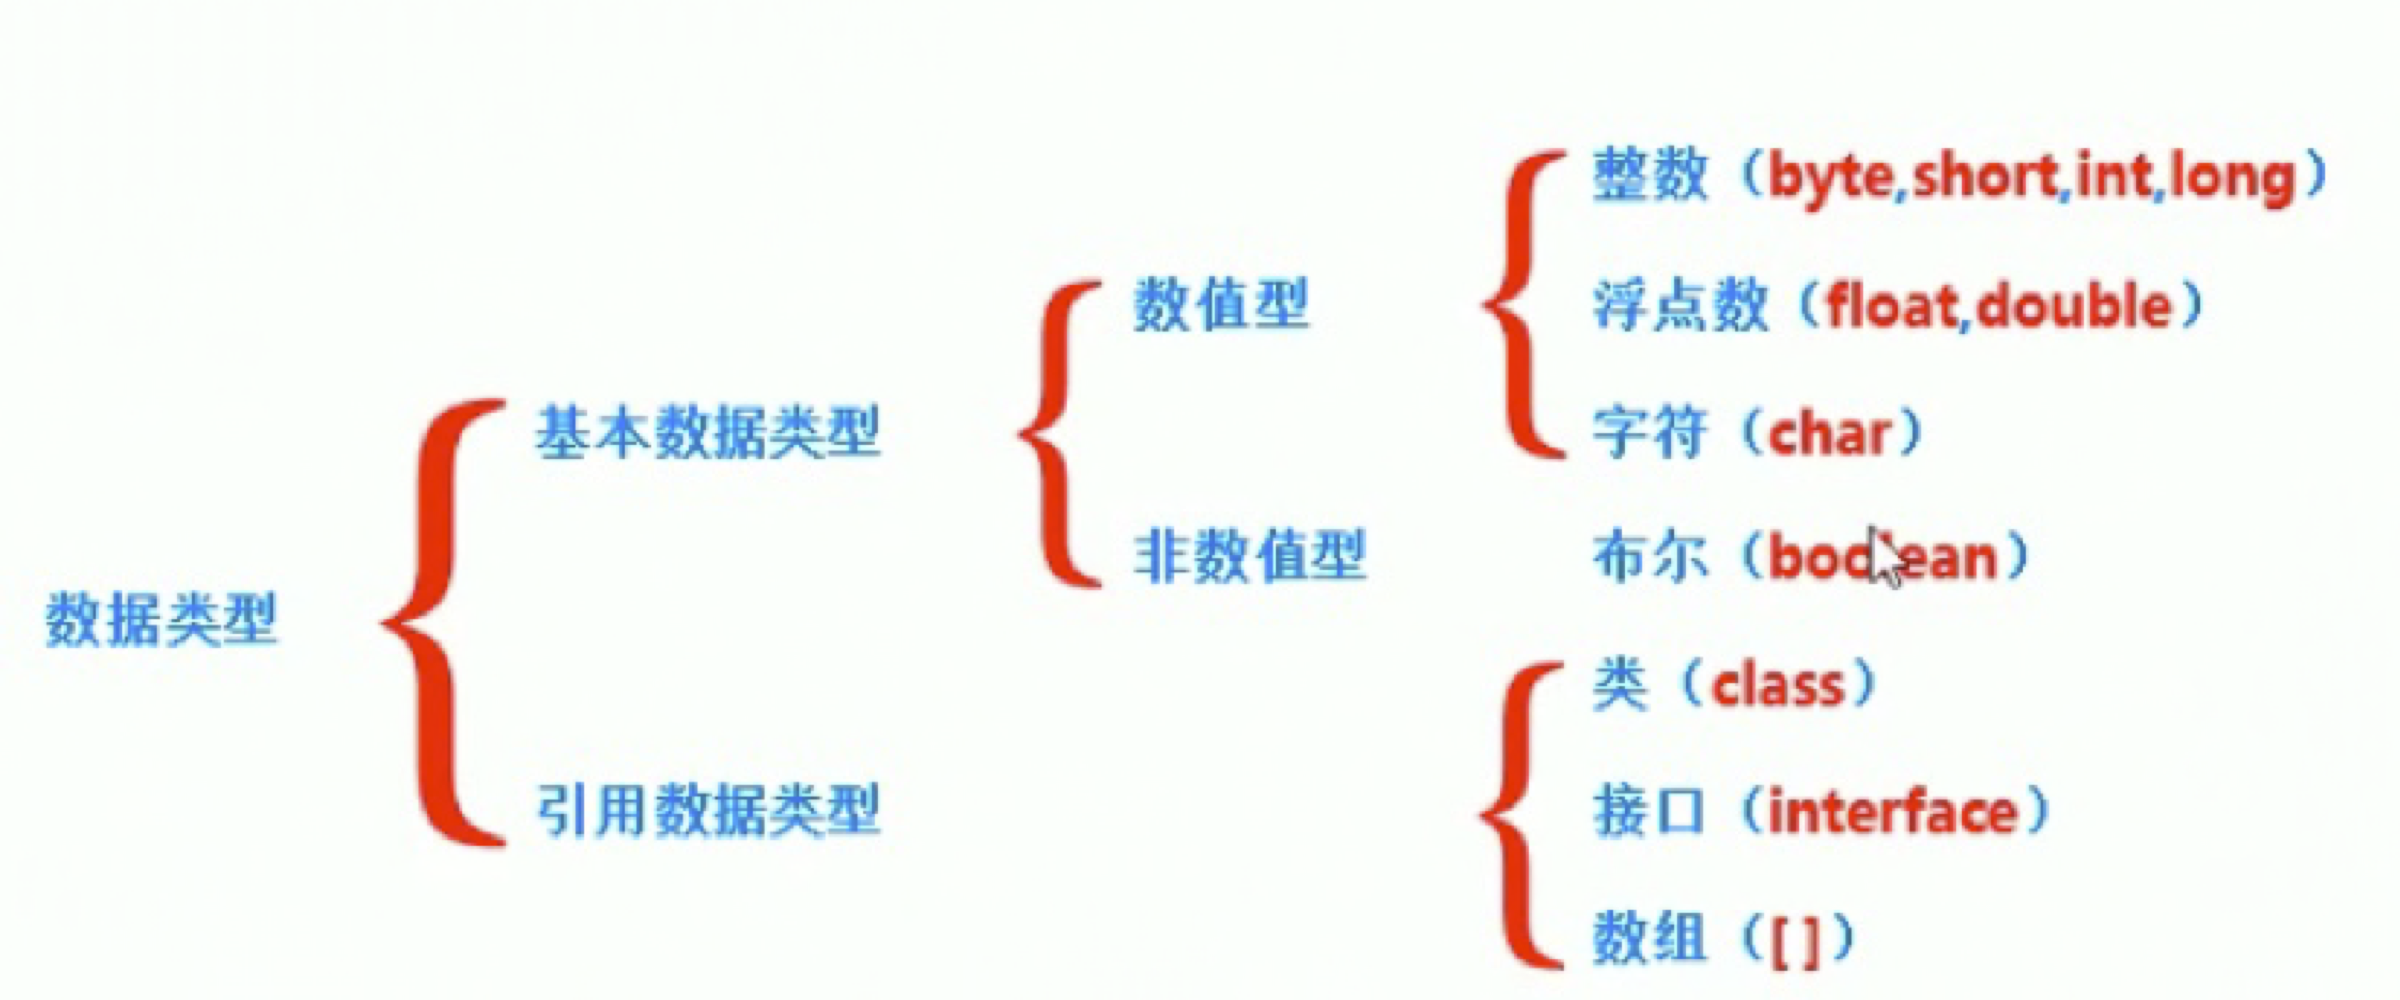 整数（byte,short,int,long）
数值型
浮点数（float,double）
基本数据类型
字符（char）
非数值型
布尔（boolean）
数据类型
类（class）
引用数据类型
接口（interface）
数组（[ ]）